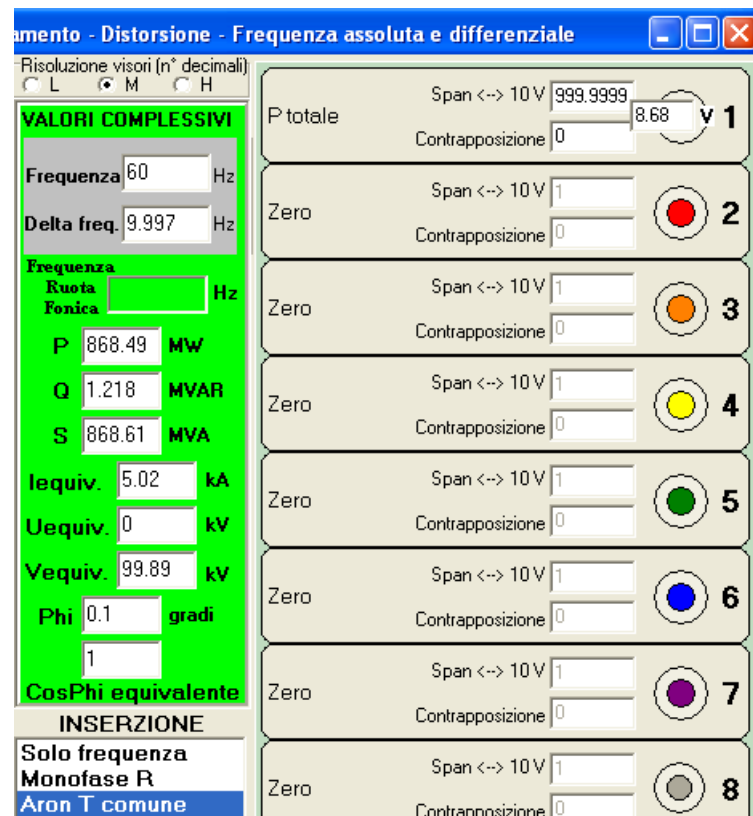 amento - Distorsione - Frequenza assoluta e differenziale
Risoluzione visori (n° decimali)
L M H
VALORI COMPLESSIVI
Frequenza 60 Hz
Delta freq. 9.997 Hz
Frequenza
Ruota
Fonica
Hz
P 868.49 MW
Q 1.218 MVAR
S 868.61 MVA
Iequiv. 5.02 kA
Uequiv. 0 kV
Vequiv. 99.89 kV
Phi 0.1 gradi
1
CosPhi equivalente
INSERZIONE
Solo frequenza
Monofase R
Aron T comune
P totale
Span <--> 10 V 999.9999
Contrapposizione 0
8.68 V 1
Zero
Span <--> 10 V 1
Contrapposizione 0
2
Zero
Span <--> 10 V 1
Contrapposizione 0
3
Zero
Span <--> 10 V 1
Contrapposizione 0
4
Zero
Span <--> 10 V 1
Contrapposizione 0
5
Zero
Span <--> 10 V 1
Contrapposizione 0
6
Zero
Span <--> 10 V 1
Contrapposizione 0
7
Zero
Span <--> 10 V 1
Contrapposizione 0
8